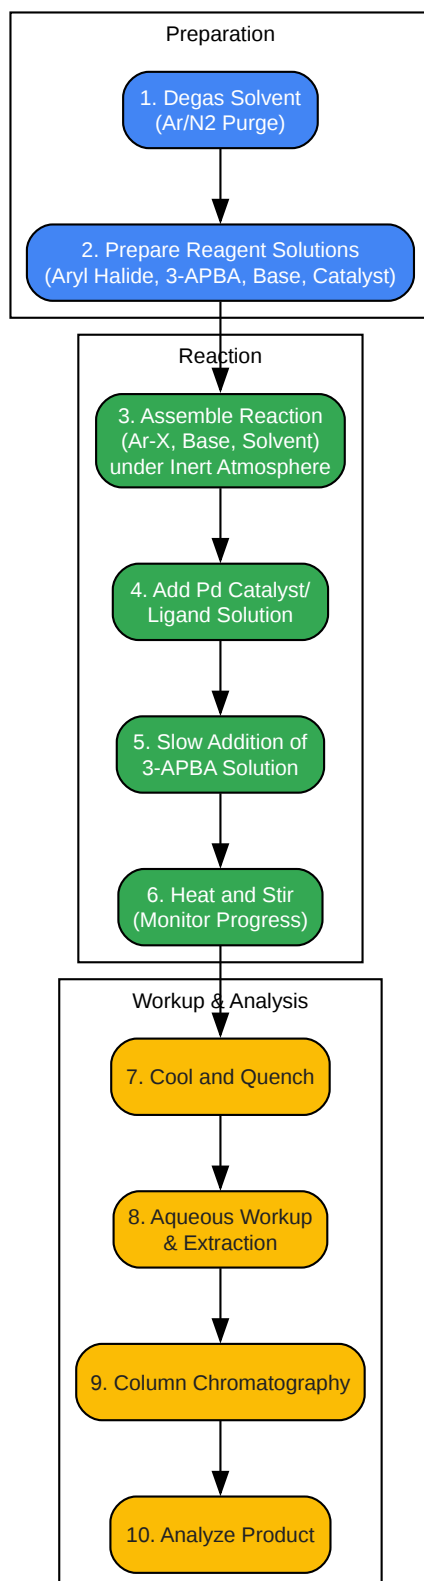 Preparation
1. Degas Solvent
(Ar/N2 Purge)
2. Prepare Reagent Solutions
(Aryl Halide, 3-APBA, Base, Catalyst)
Reaction
3. Assemble Reaction
(Ar-X, Base, Solvent)
under Inert Atmosphere
4. Add Pd Catalyst/
Ligand Solution
5. Slow Addition of
3-APBA Solution
6. Heat and Stir
(Monitor Progress)
Workup & Analysis
7. Cool and Quench
8. Aqueous Workup
& Extraction
9. Column Chromatography
10. Analyze Product